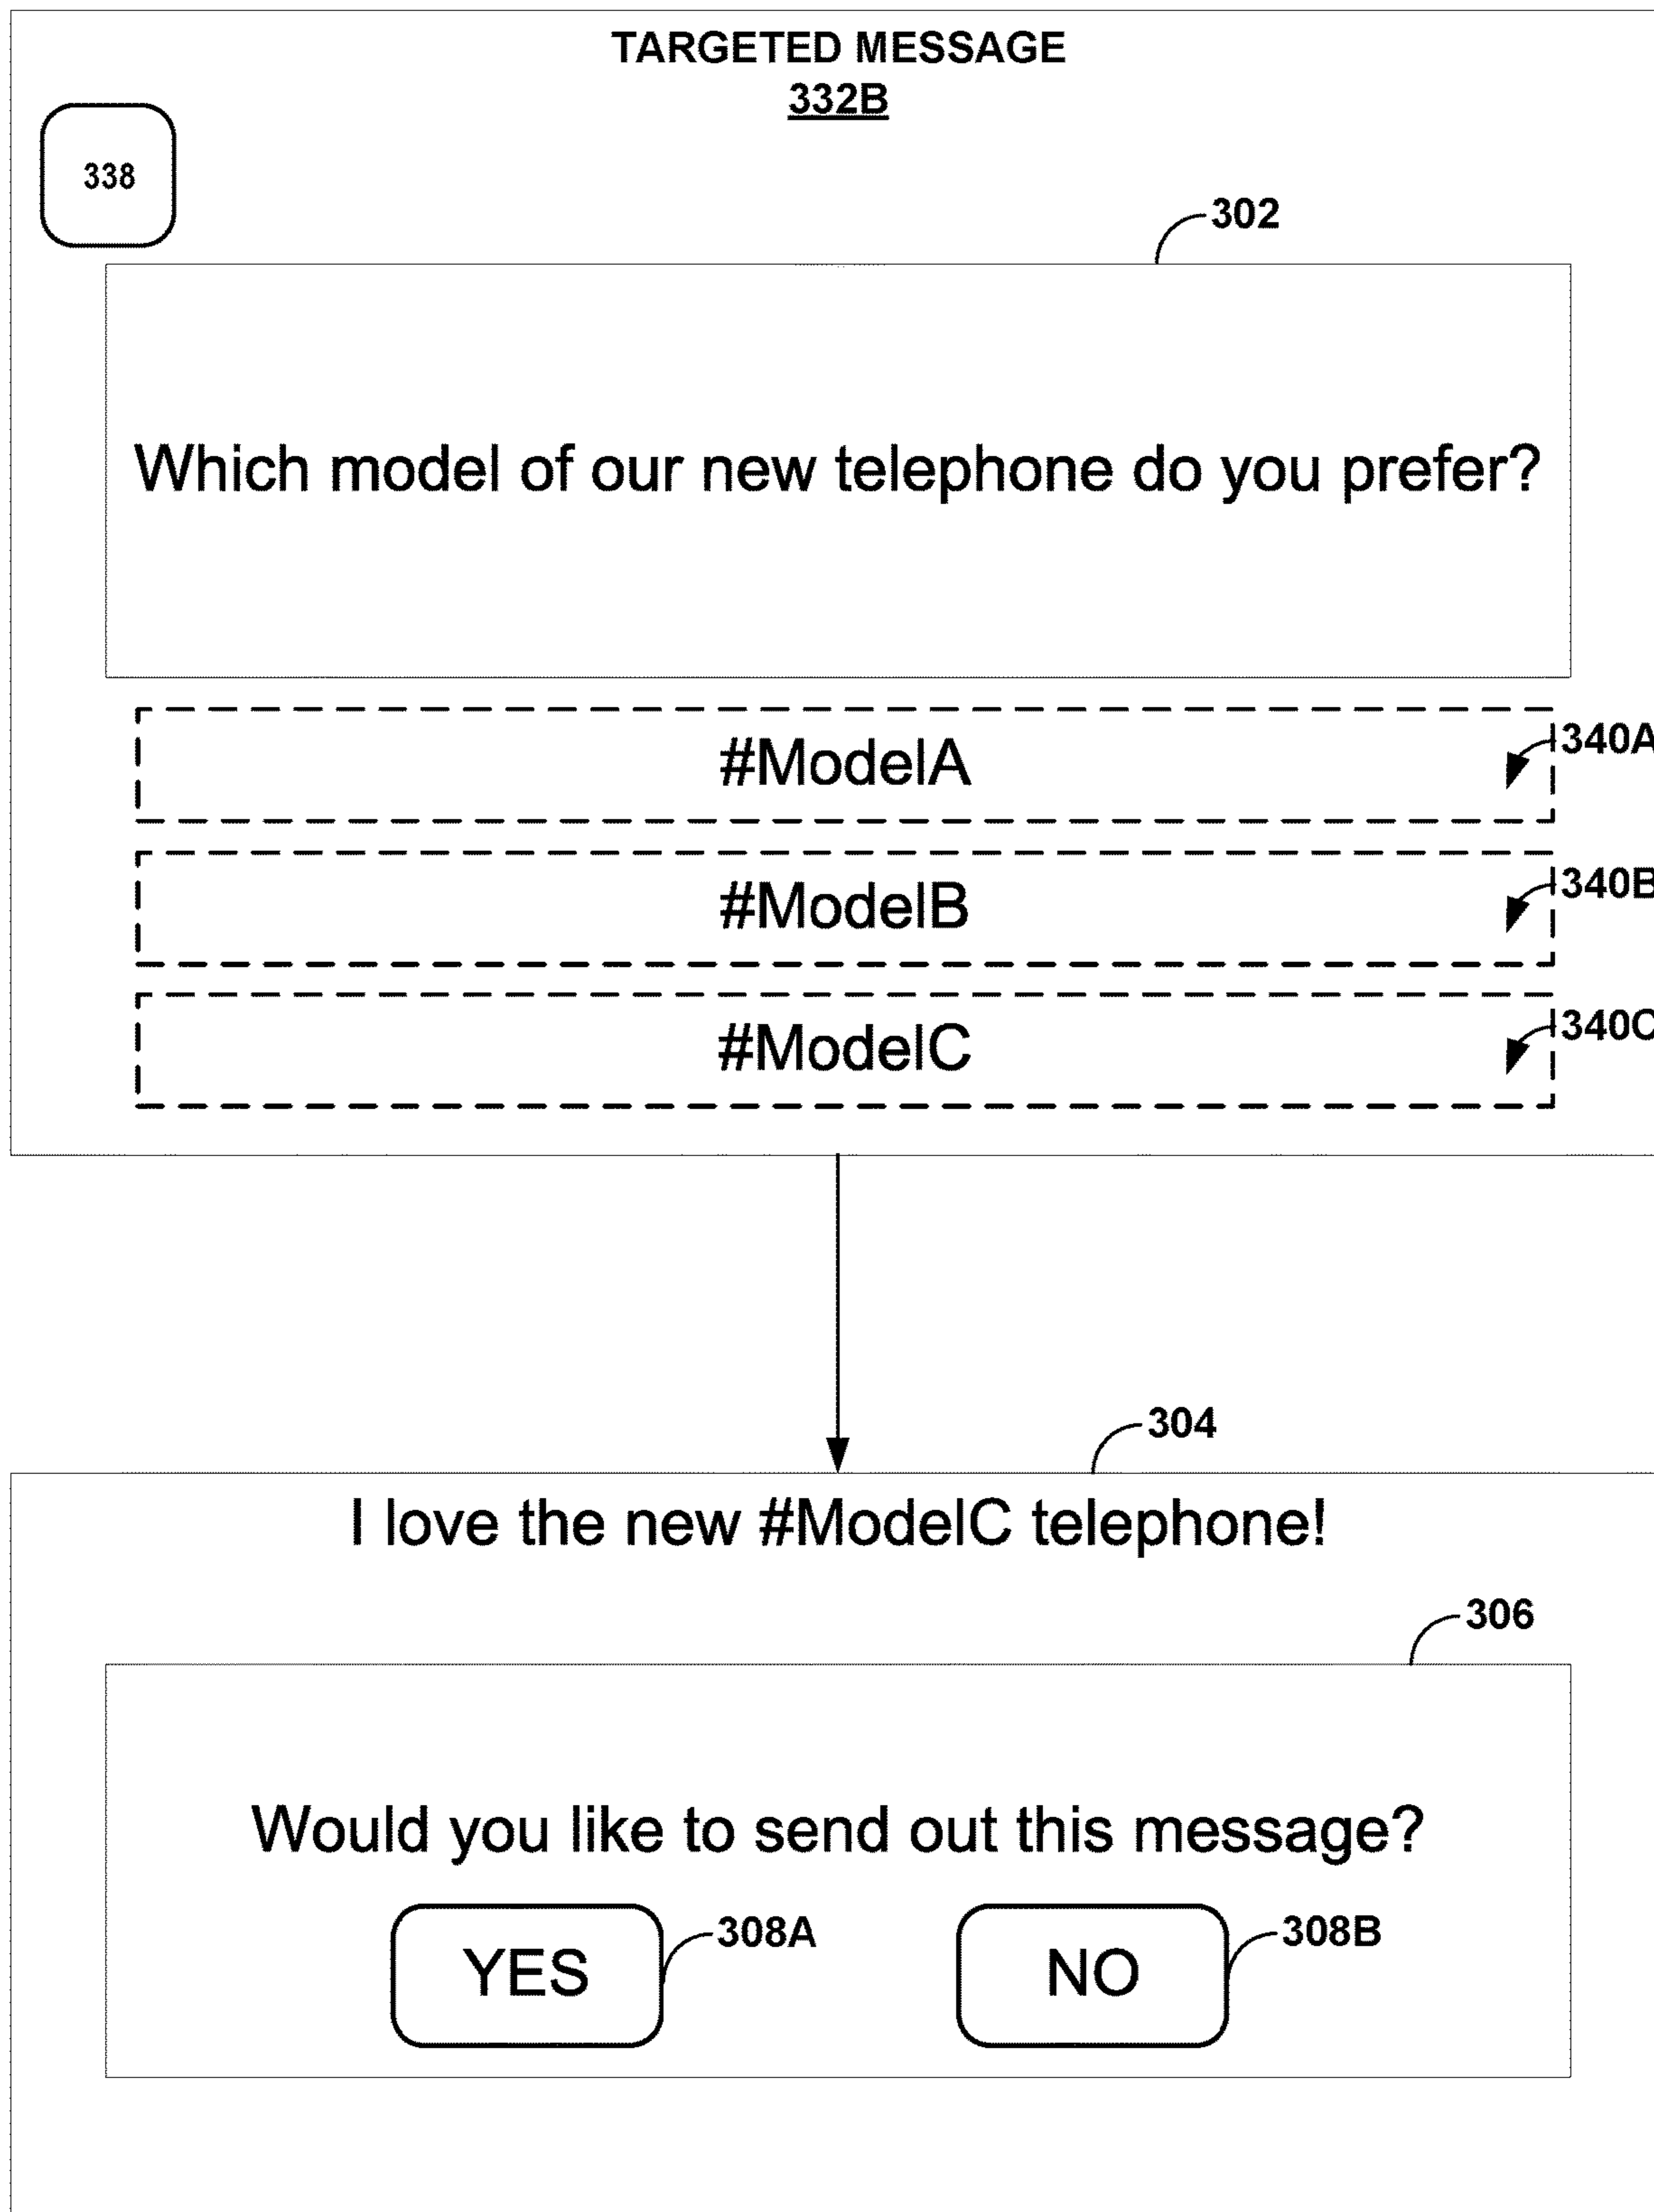 TARGETED MESSAGE
332B
338
302
Which model of our new telephone do you prefer?
#ModelA
340A
#ModelB
340B
#ModelC
340C
304
I love the new #ModelC telephone!
306
Would you like to send out this message?
YES
308A
NO
308B